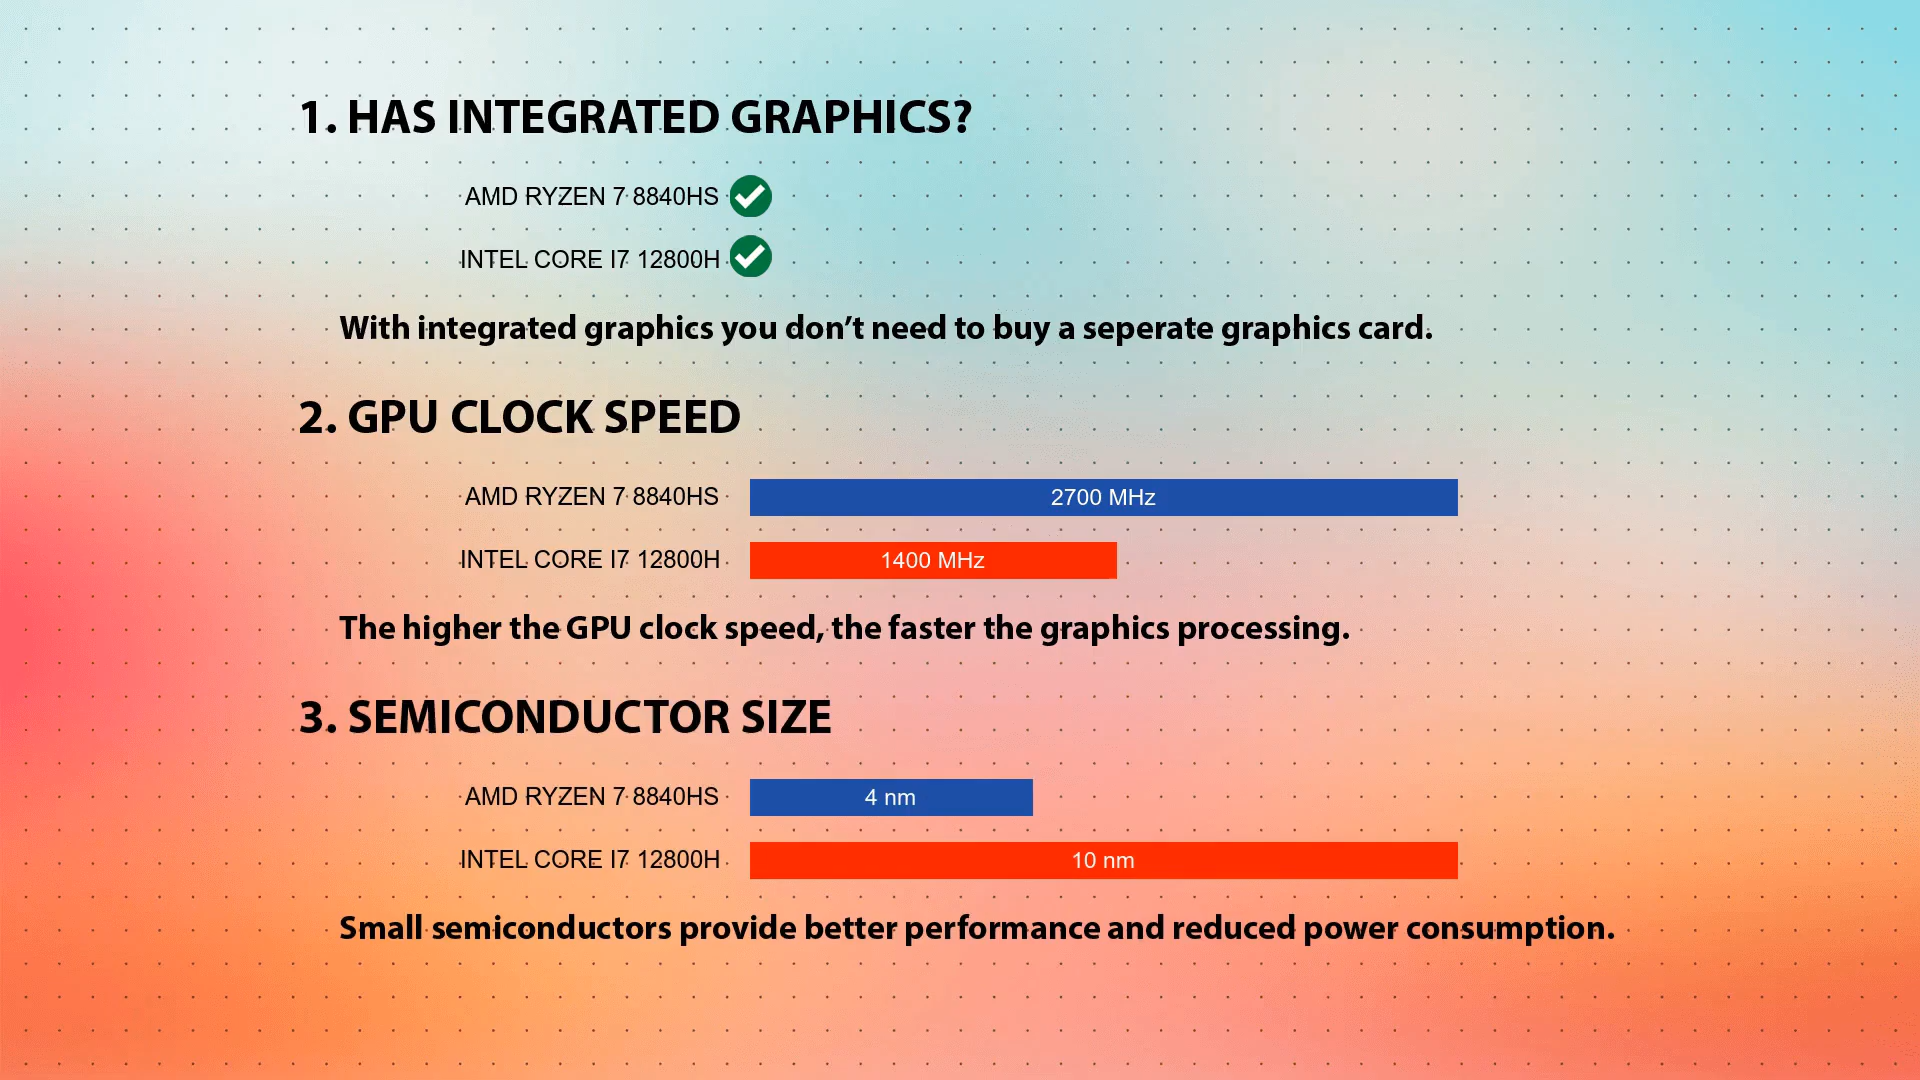 1. HAS INTEGRATED GRAPHICS?
AMD RYZEN 7 8840HS
INTEL CORE I7 12800H
With integrated graphics you don’t need to buy a seperate graphics card.
2. GPU CLOCK SPEED
AMD RYZEN 7 8840HS 2700 MHz
INTEL CORE I7 12800H 1400 MHz
The higher the GPU clock speed, the faster the graphics processing.
3. SEMICONDUCTOR SIZE
AMD RYZEN 7 8840HS 4 nm
INTEL CORE I7 12800H 10 nm
Small semiconductors provide better performance and reduced power consumption.